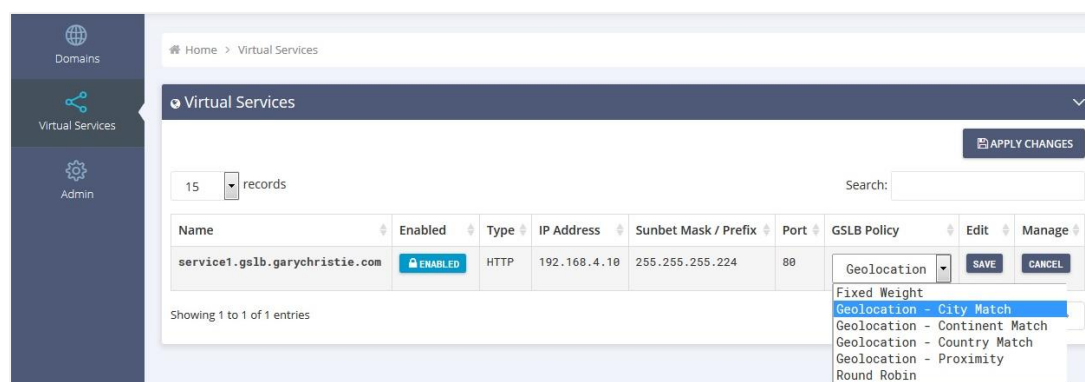 Domains
Virtual Services
Admin
Home > Virtual Services
Virtual Services
APPLY CHANGES
15 records
Search:
Name Enabled Type IP Address Sunbet Mask / Prefix Port GSLB Policy Edit Manage
service1.gslb.garychristie.com ENABLED HTTP 192.168.4.10 255.255.255.224 80 Geolocation SAVE CANCEL
Fixed Weight
Geolocation - City Match
Geolocation - Continent Match
Geolocation - Country Match
Geolocation - Proximity
Round Robin
Showing 1 to 1 of 1 entries